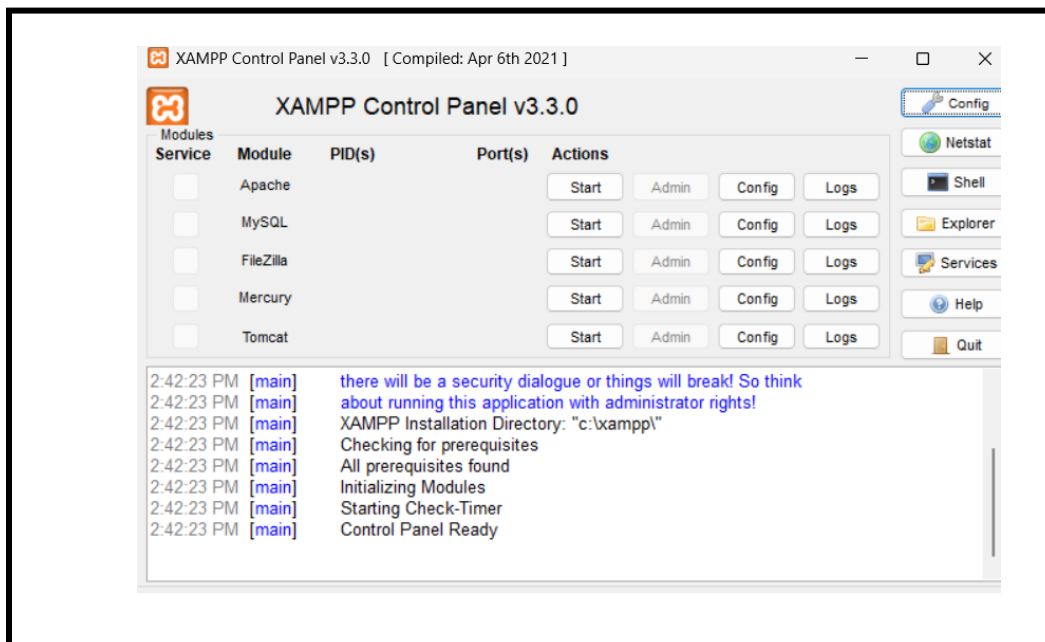 XAMPP Control Panel v3.3.0 [ Compiled: Apr 6th 2021 ]
XAMPP Control Panel v3.3.0
Config
Modules
Service Module PID(s) Port(s) Actions
Netstat
Apache Start Admin Config Logs
Shell
MySQL Start Admin Config Logs
Explorer
FileZilla Start Admin Config Logs
Services
Mercury Start Admin Config Logs
Help
Tomcat Start Admin Config Logs
Quit
2:42:23 PM [main] there will be a security dialogue or things will break! So think
2:42:23 PM [main] about running this application with administrator rights!
2:42:23 PM [main] XAMPP Installation Directory: "c:\xampp\"
2:42:23 PM [main] Checking for prerequisites
2:42:23 PM [main] All prerequisites found
2:42:23 PM [main] Initializing Modules
2:42:23 PM [main] Starting Check-Timer
2:42:23 PM [main] Control Panel Ready